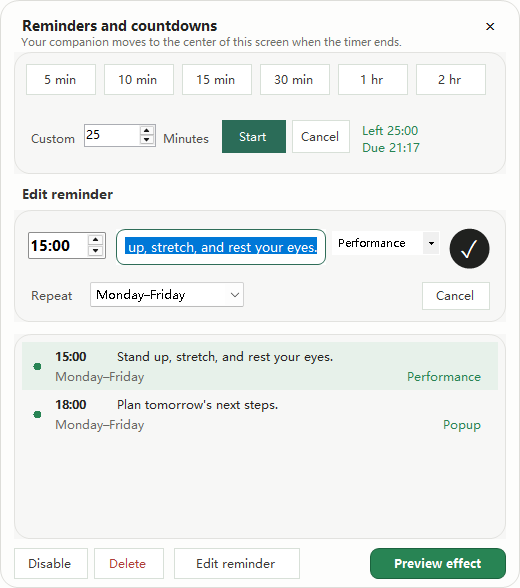 Reminders and countdowns
Your companion moves to the center of this screen when the timer ends.
5 min 10 min 15 min 30 min 1 hr 2 hr
Custom 25 Minutes Start Cancel Left 25:00
Due 21:17
Edit reminder
15:00 up, stretch, and rest your eyes. Performance
Repeat Monday–Friday Cancel
15:00 Stand up, stretch, and rest your eyes.
Monday–Friday Performance
18:00 Plan tomorrow's next steps.
Monday–Friday Popup
Disable Delete Edit reminder Preview effect